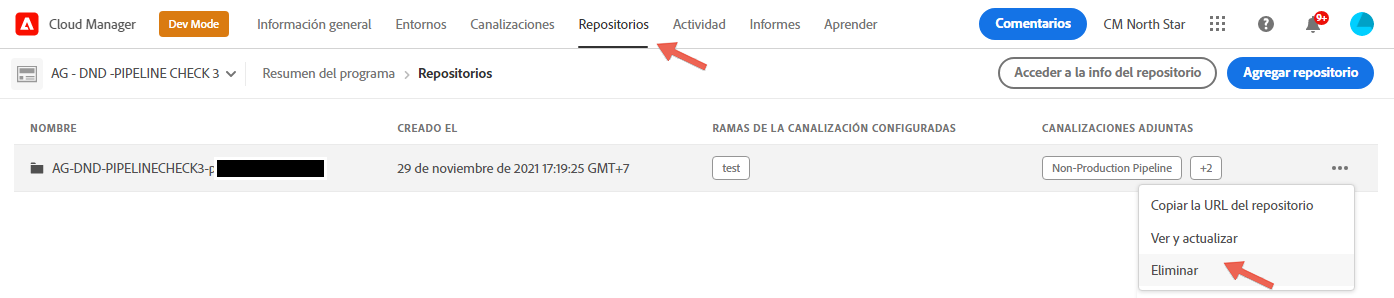 Cloud Manager Dev Mode Información general Entornos Canalizaciones Repositorios Actividad Informes Aprender Comentarios CM North Star 9+
AG - DND -PIPELINE CHECK 3 Resumen del programa > Repositorios Acceder a la info del repositorio Agregar repositorio
NOMBRE CREADO EL RAMAS DE LA CANALIZACIÓN CONFIGURADAS CANALIZACIONES ADJUNTAS
AG-DND-PIPELINECHECK3-p 29 de noviembre de 2021 17:19:25 GMT+7 test Non-Production Pipeline +2
Copiar la URL del repositorio
Ver y actualizar
Eliminar